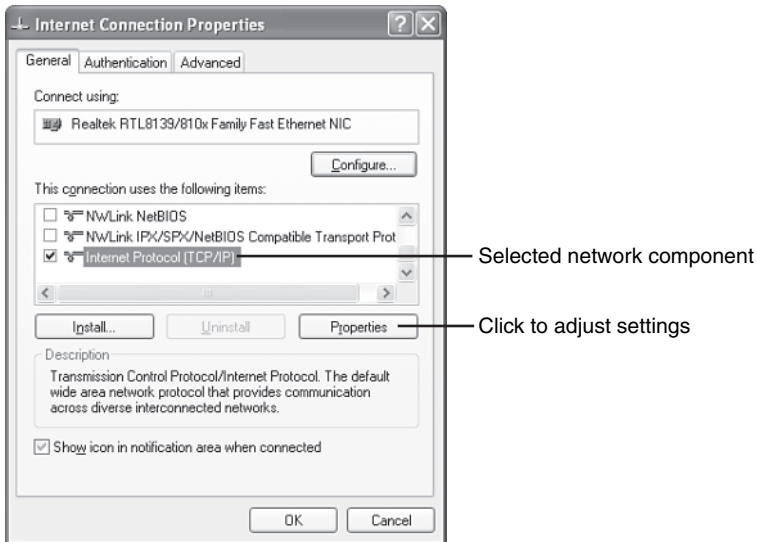 Internet Connection Properties
General Authentication Advanced
Connect using:
Realtek RTL8139/810x Family Fast Ethernet NIC
Configure...
This connection uses the following items:
NWLink NetBIOS
NWLink IPX/SPX/NetBIOS Compatible Transport Prot
Internet Protocol (TCP/IP)
Selected network component
Install... Uninstall Properties
Click to adjust settings
Description
Transmission Control Protocol/Internet Protocol. The default
wide area network protocol that provides communication
across diverse interconnected networks.
Show icon in notification area when connected
OK Cancel